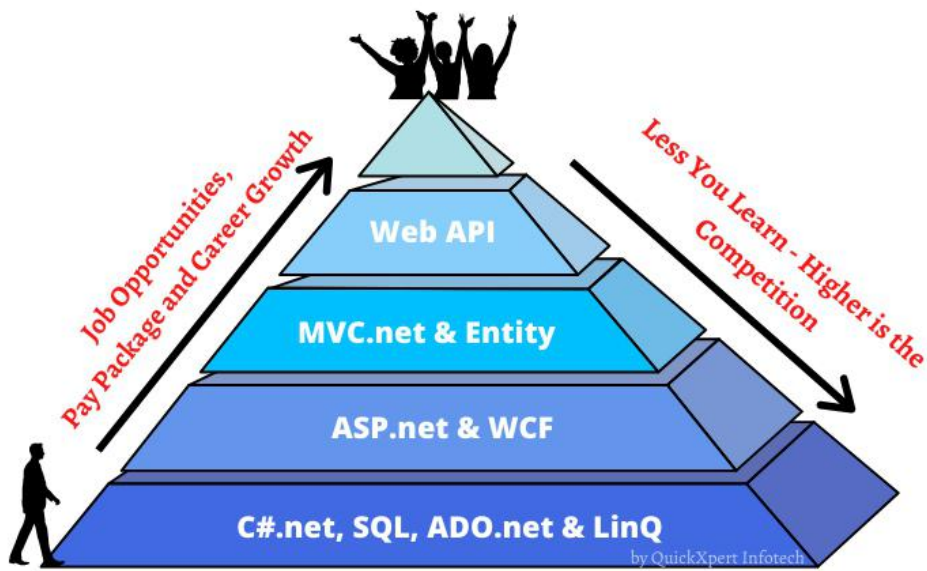 Job Opportunities,
Pay Package and Career Growth
Less You Learn - Higher is the
Competition
Web API
MVC.net & Entity
ASP.net & WCF
C#.net, SQL, ADO.net & LinQ
by QuickXpert Infotech